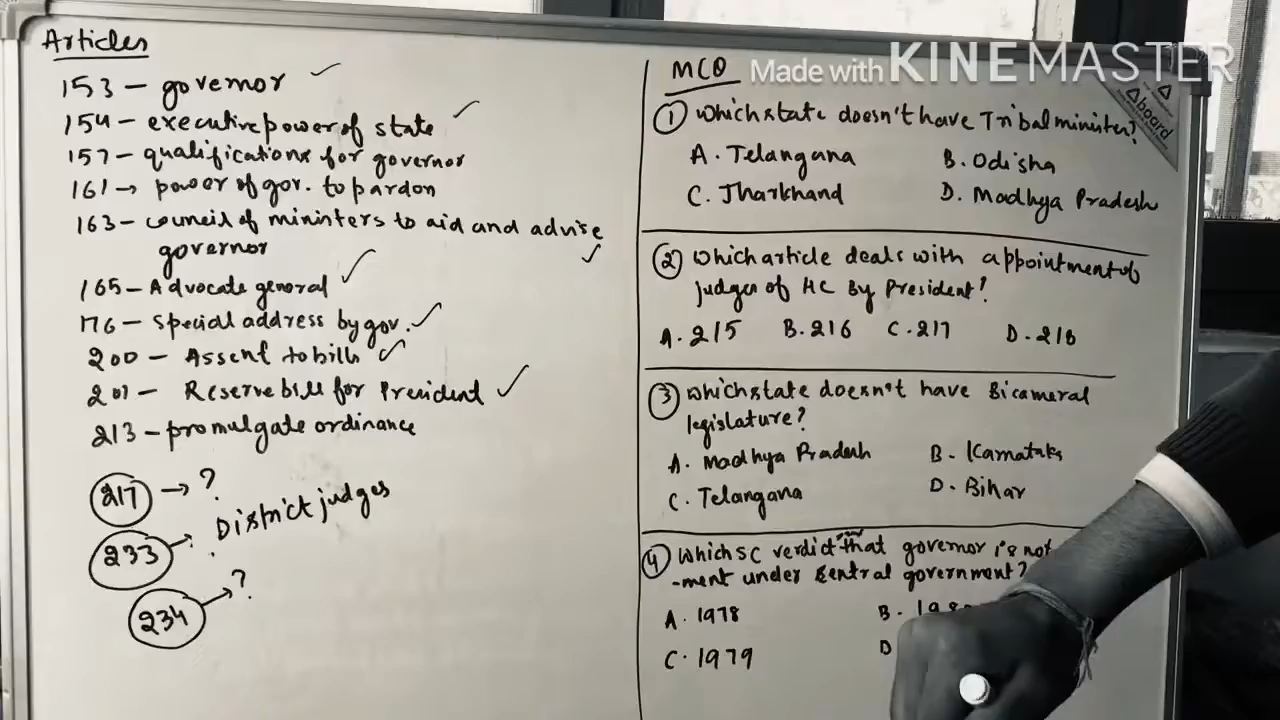 Articles
153 - governor
154 - executive power of state
157 - qualifications for governor
161 → power of gov. to pardon
163 - council of ministers to aid and advise
governor
165 - Advocate general
176 - special address by gov.
200 - Assent to bills
201 - Reserve bill for President
213 - promulgate ordinance
217 → ?
233 → District judges
234 → ?
Made with KINEMASTER
MCQ
board
① which state doesn't have Tribal minister?
A. Telangana B. Odisha
C. Jharkhand D. Madhya Pradesh
② which article deals with appointment of
judges of HC By President?
A. 215 B. 216 C. 217 D. 218
③ which state doesn't have Bicameral
legislature?
A. Madhya Pradesh B. Karnataka
C. Telangana D. Bihar
④ which SC verdict that governor is not
-ment under central government?
A. 1978 B. 198
C. 1979 D